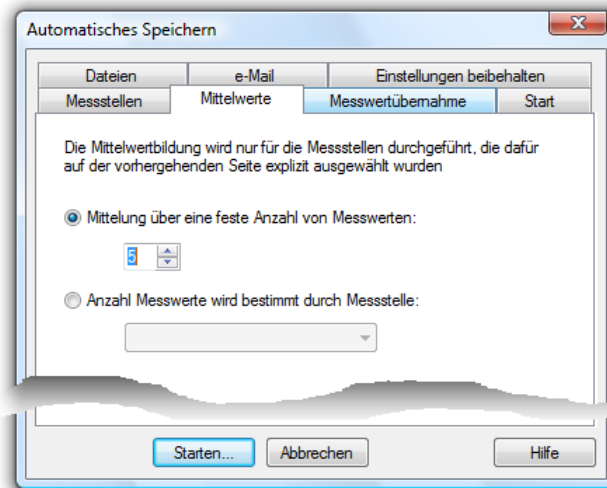 Automatisches Speichern
Dateien e-Mail Einstellungen beibehalten
Messstellen Mittelwerte Messwertübernahme Start
Die Mittelwertbildung wird nur für die Messstellen durchgeführt, die dafür
auf der vorhergehenden Seite explizit ausgewählt wurden
Mittelung über eine feste Anzahl von Messwerten:
5
Anzahl Messwerte wird bestimmt durch Messstelle:
Starten... Abbrechen Hilfe